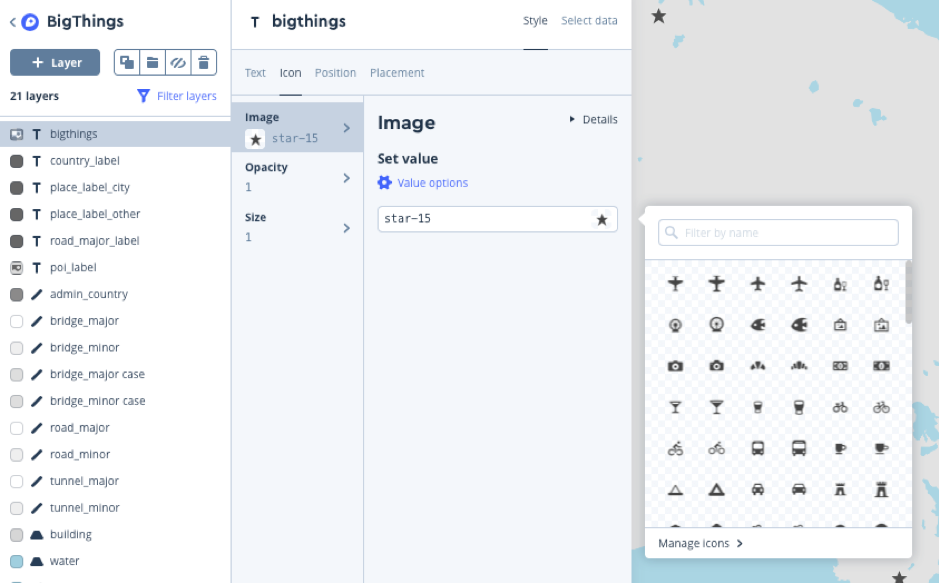 BigThings
Layer
21 layers
Filter layers
bigthings
country_label
place_label_city
place_label_other
road_major_label
poi_label
admin_country
bridge_major
bridge_minor
bridge_major case
bridge_minor case
road_major
road_minor
tunnel_major
tunnel_minor
building
water
T bigthings
Style
Select data
Text
Icon
Position
Placement
Image
star-15
Opacity
1
Size
1
Image
Details
Set value
Value options
star-15
Filter by name
Manage icons